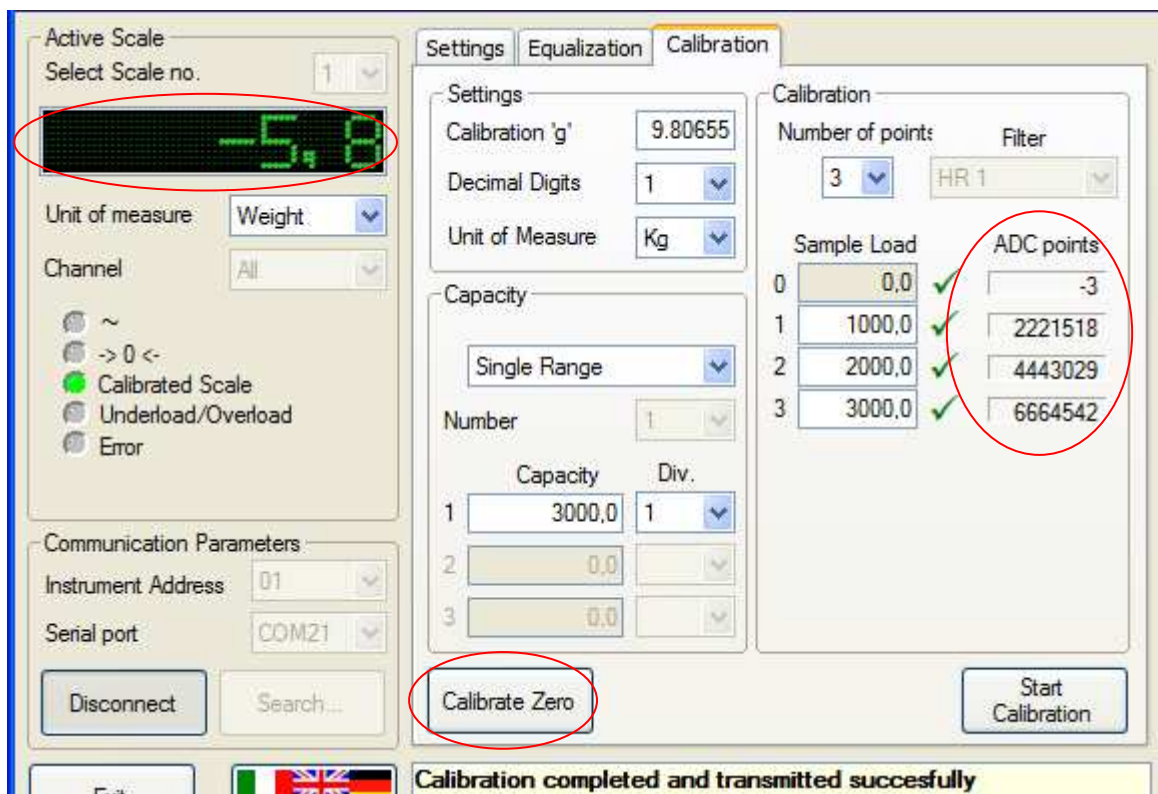 Active Scale
Select Scale no. 1
-5,8
Unit of measure Weight
Channel All
~
-> 0 <-
Calibrated Scale
Underload/Overload
Error
Communication Parameters
Instrument Address 01
Serial port COM21
Disconnect Search...
Settings Equalization Calibration
Settings
Calibration 'g' 9.80655
Decimal Digits 1
Unit of Measure Kg
Capacity
Single Range
Number 1
Capacity Div.
1 3000,0 1
2 0,0
3 0,0
Calibrate Zero
Calibration
Number of points Filter
3 HR 1
Sample Load ADC points
0 0,0 ✓ -3
1 1000,0 ✓ 2221518
2 2000,0 ✓ 4443029
3 3000,0 ✓ 6664542
Start
Calibration
Calibration completed and transmitted succesfully